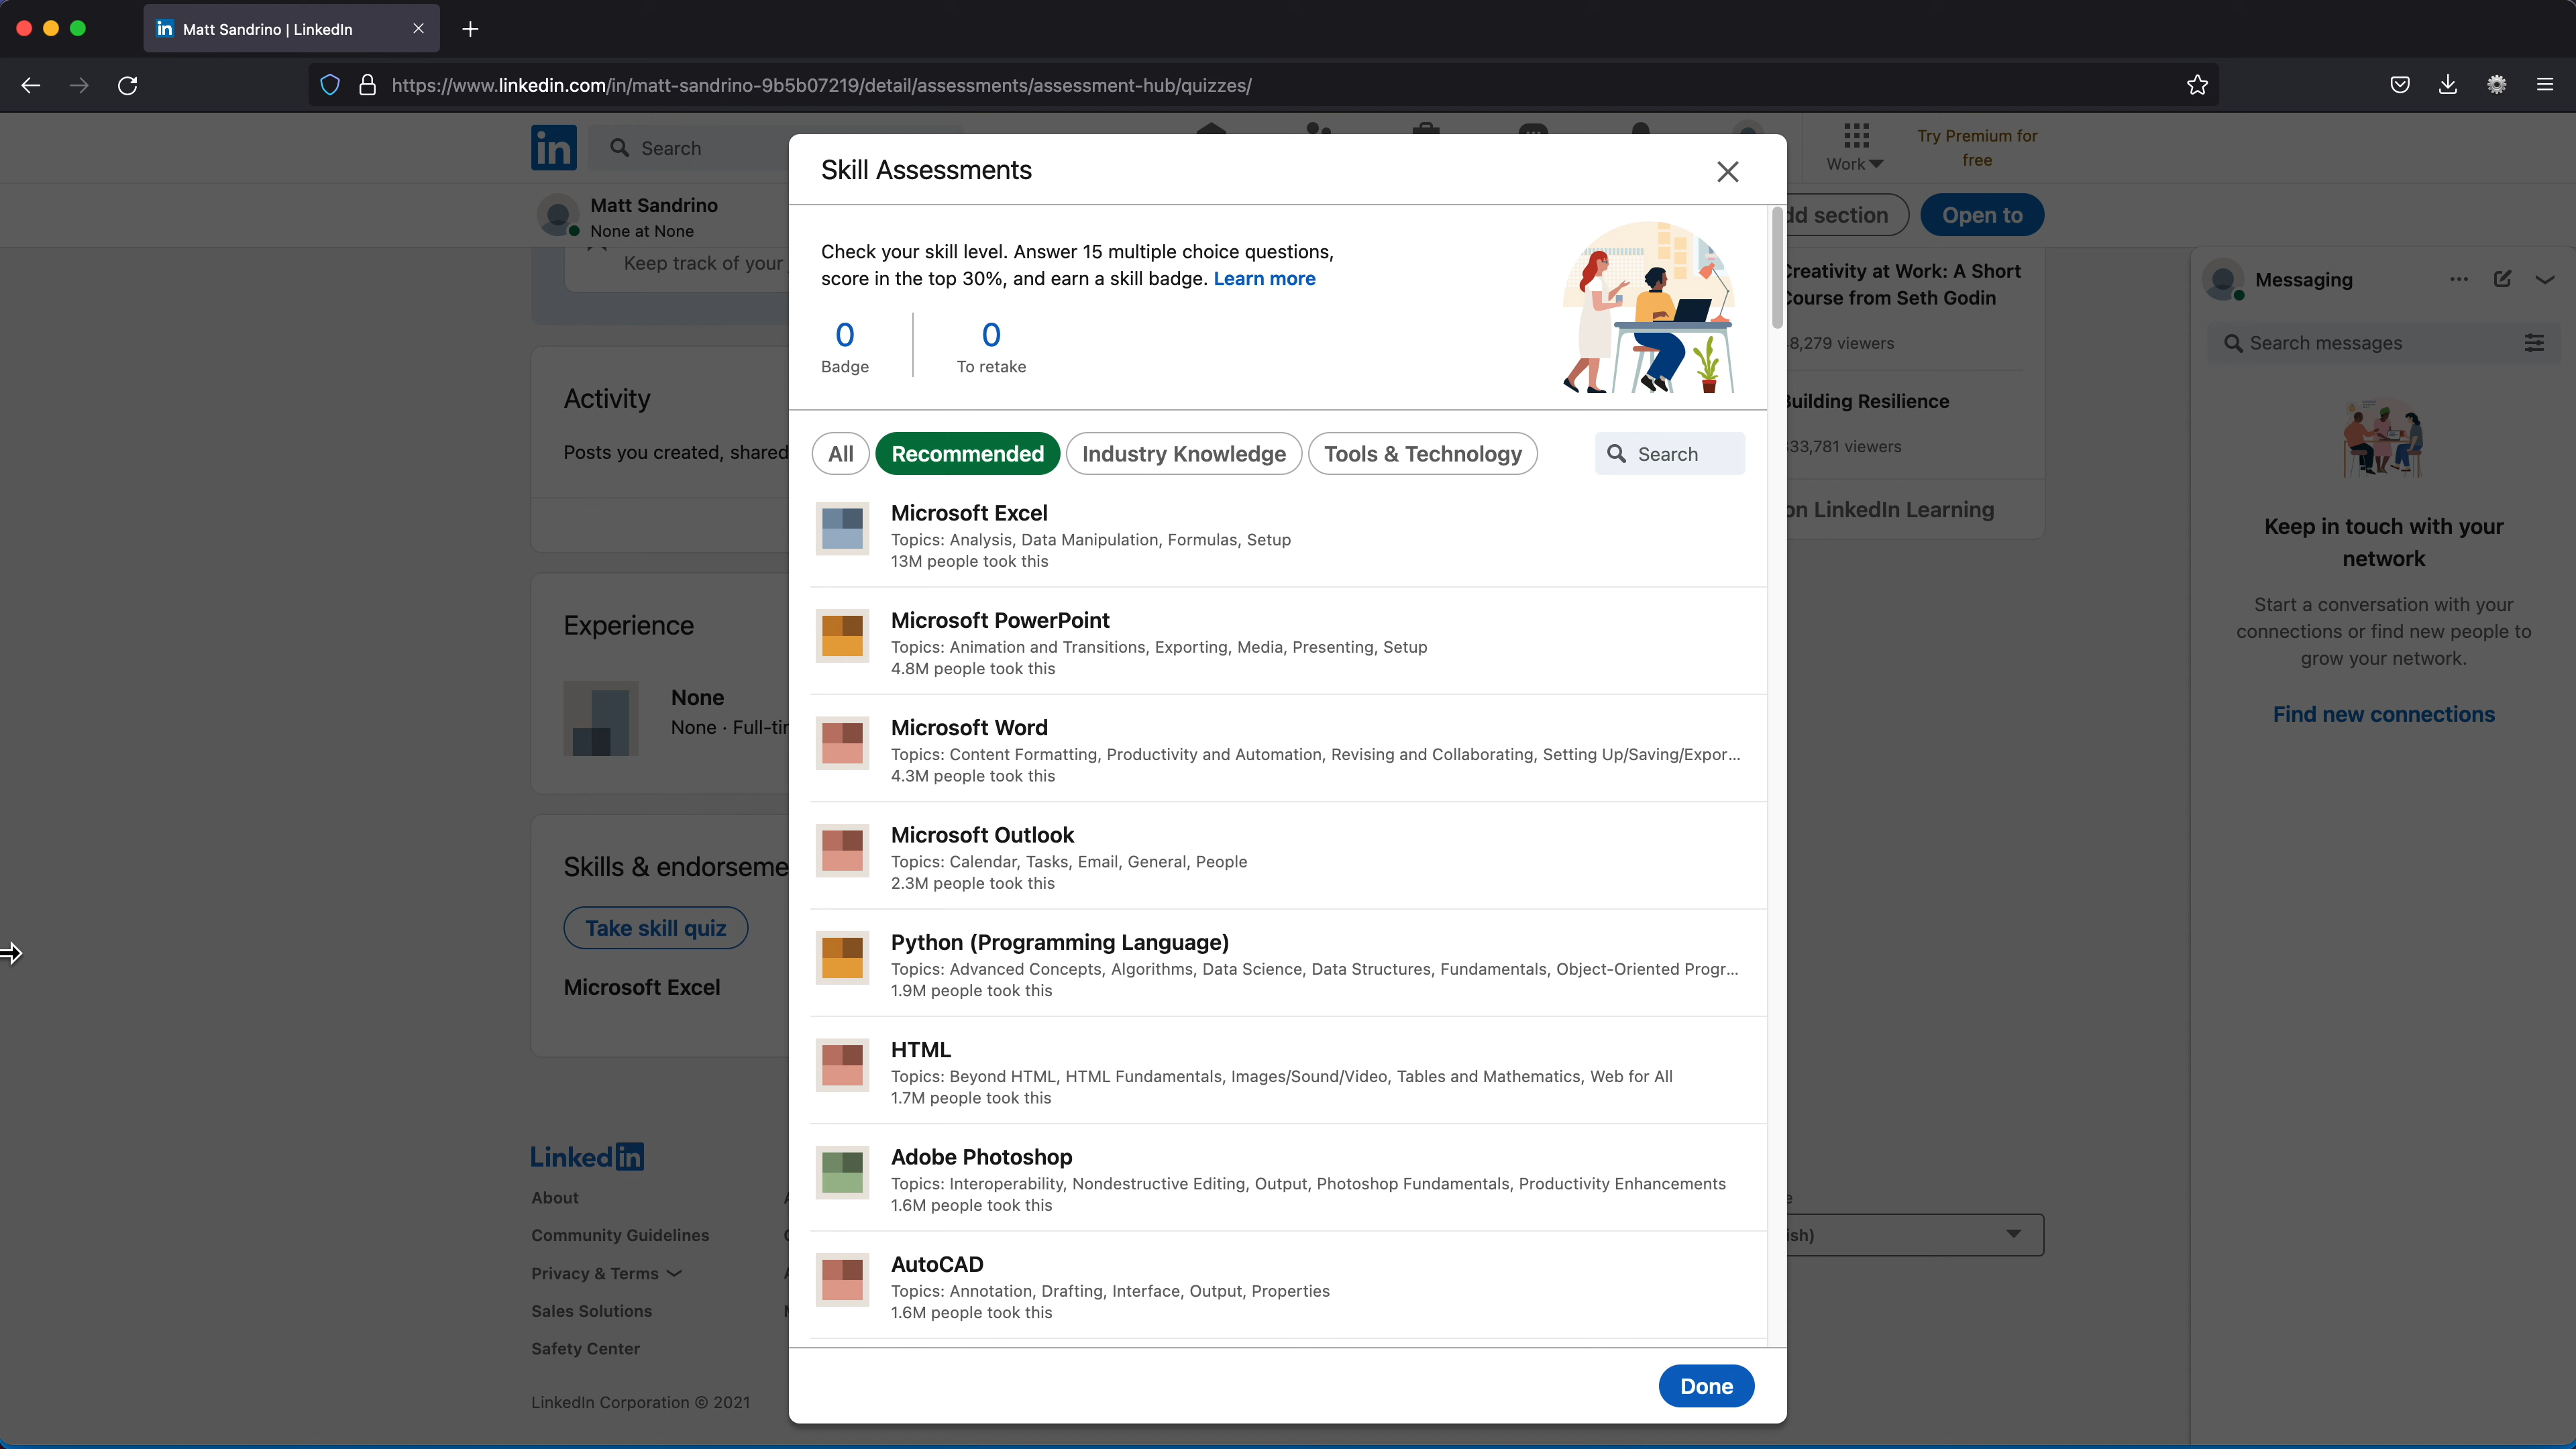 Matt Sandrino | LinkedIn
https://www.linkedin.com/in/matt-sandrino-9b5b07219/detail/assessments/assessment-hub/quizzes/
in
Search
Work
Try Premium for
free
Matt Sandrino
None at None
dd section
Open to
Keep track of your
Skill Assessments
Check your skill level. Answer 15 multiple choice questions,
score in the top 30%, and earn a skill badge. Learn more
0
Badge
0
To retake
All
Recommended
Industry Knowledge
Tools & Technology
Search
Microsoft Excel
Topics: Analysis, Data Manipulation, Formulas, Setup
13M people took this
Microsoft PowerPoint
Topics: Animation and Transitions, Exporting, Media, Presenting, Setup
4.8M people took this
Microsoft Word
Topics: Content Formatting, Productivity and Automation, Revising and Collaborating, Setting Up/Saving/Expor...
4.3M people took this
Microsoft Outlook
Topics: Calendar, Tasks, Email, General, People
2.3M people took this
Python (Programming Language)
Topics: Advanced Concepts, Algorithms, Data Science, Data Structures, Fundamentals, Object-Oriented Progr...
1.9M people took this
HTML
Topics: Beyond HTML, HTML Fundamentals, Images/Sound/Video, Tables and Mathematics, Web for All
1.7M people took this
Adobe Photoshop
Topics: Interoperability, Nondestructive Editing, Output, Photoshop Fundamentals, Productivity Enhancements
1.6M people took this
AutoCAD
Topics: Annotation, Drafting, Interface, Output, Properties
1.6M people took this
Done
Activity
Posts you created, shared
Experience
None
None · Full-tir
Skills & endorseme
Take skill quiz
Microsoft Excel
LinkedIn
About
Community Guidelines
Privacy & Terms
Sales Solutions
Safety Center
LinkedIn Corporation © 2021
Creativity at Work: A Short
Course from Seth Godin
8,279 viewers
Building Resilience
33,781 viewers
on LinkedIn Learning
ish)
Messaging
Search messages
Keep in touch with your
network
Start a conversation with your
connections or find new people to
grow your network.
Find new connections